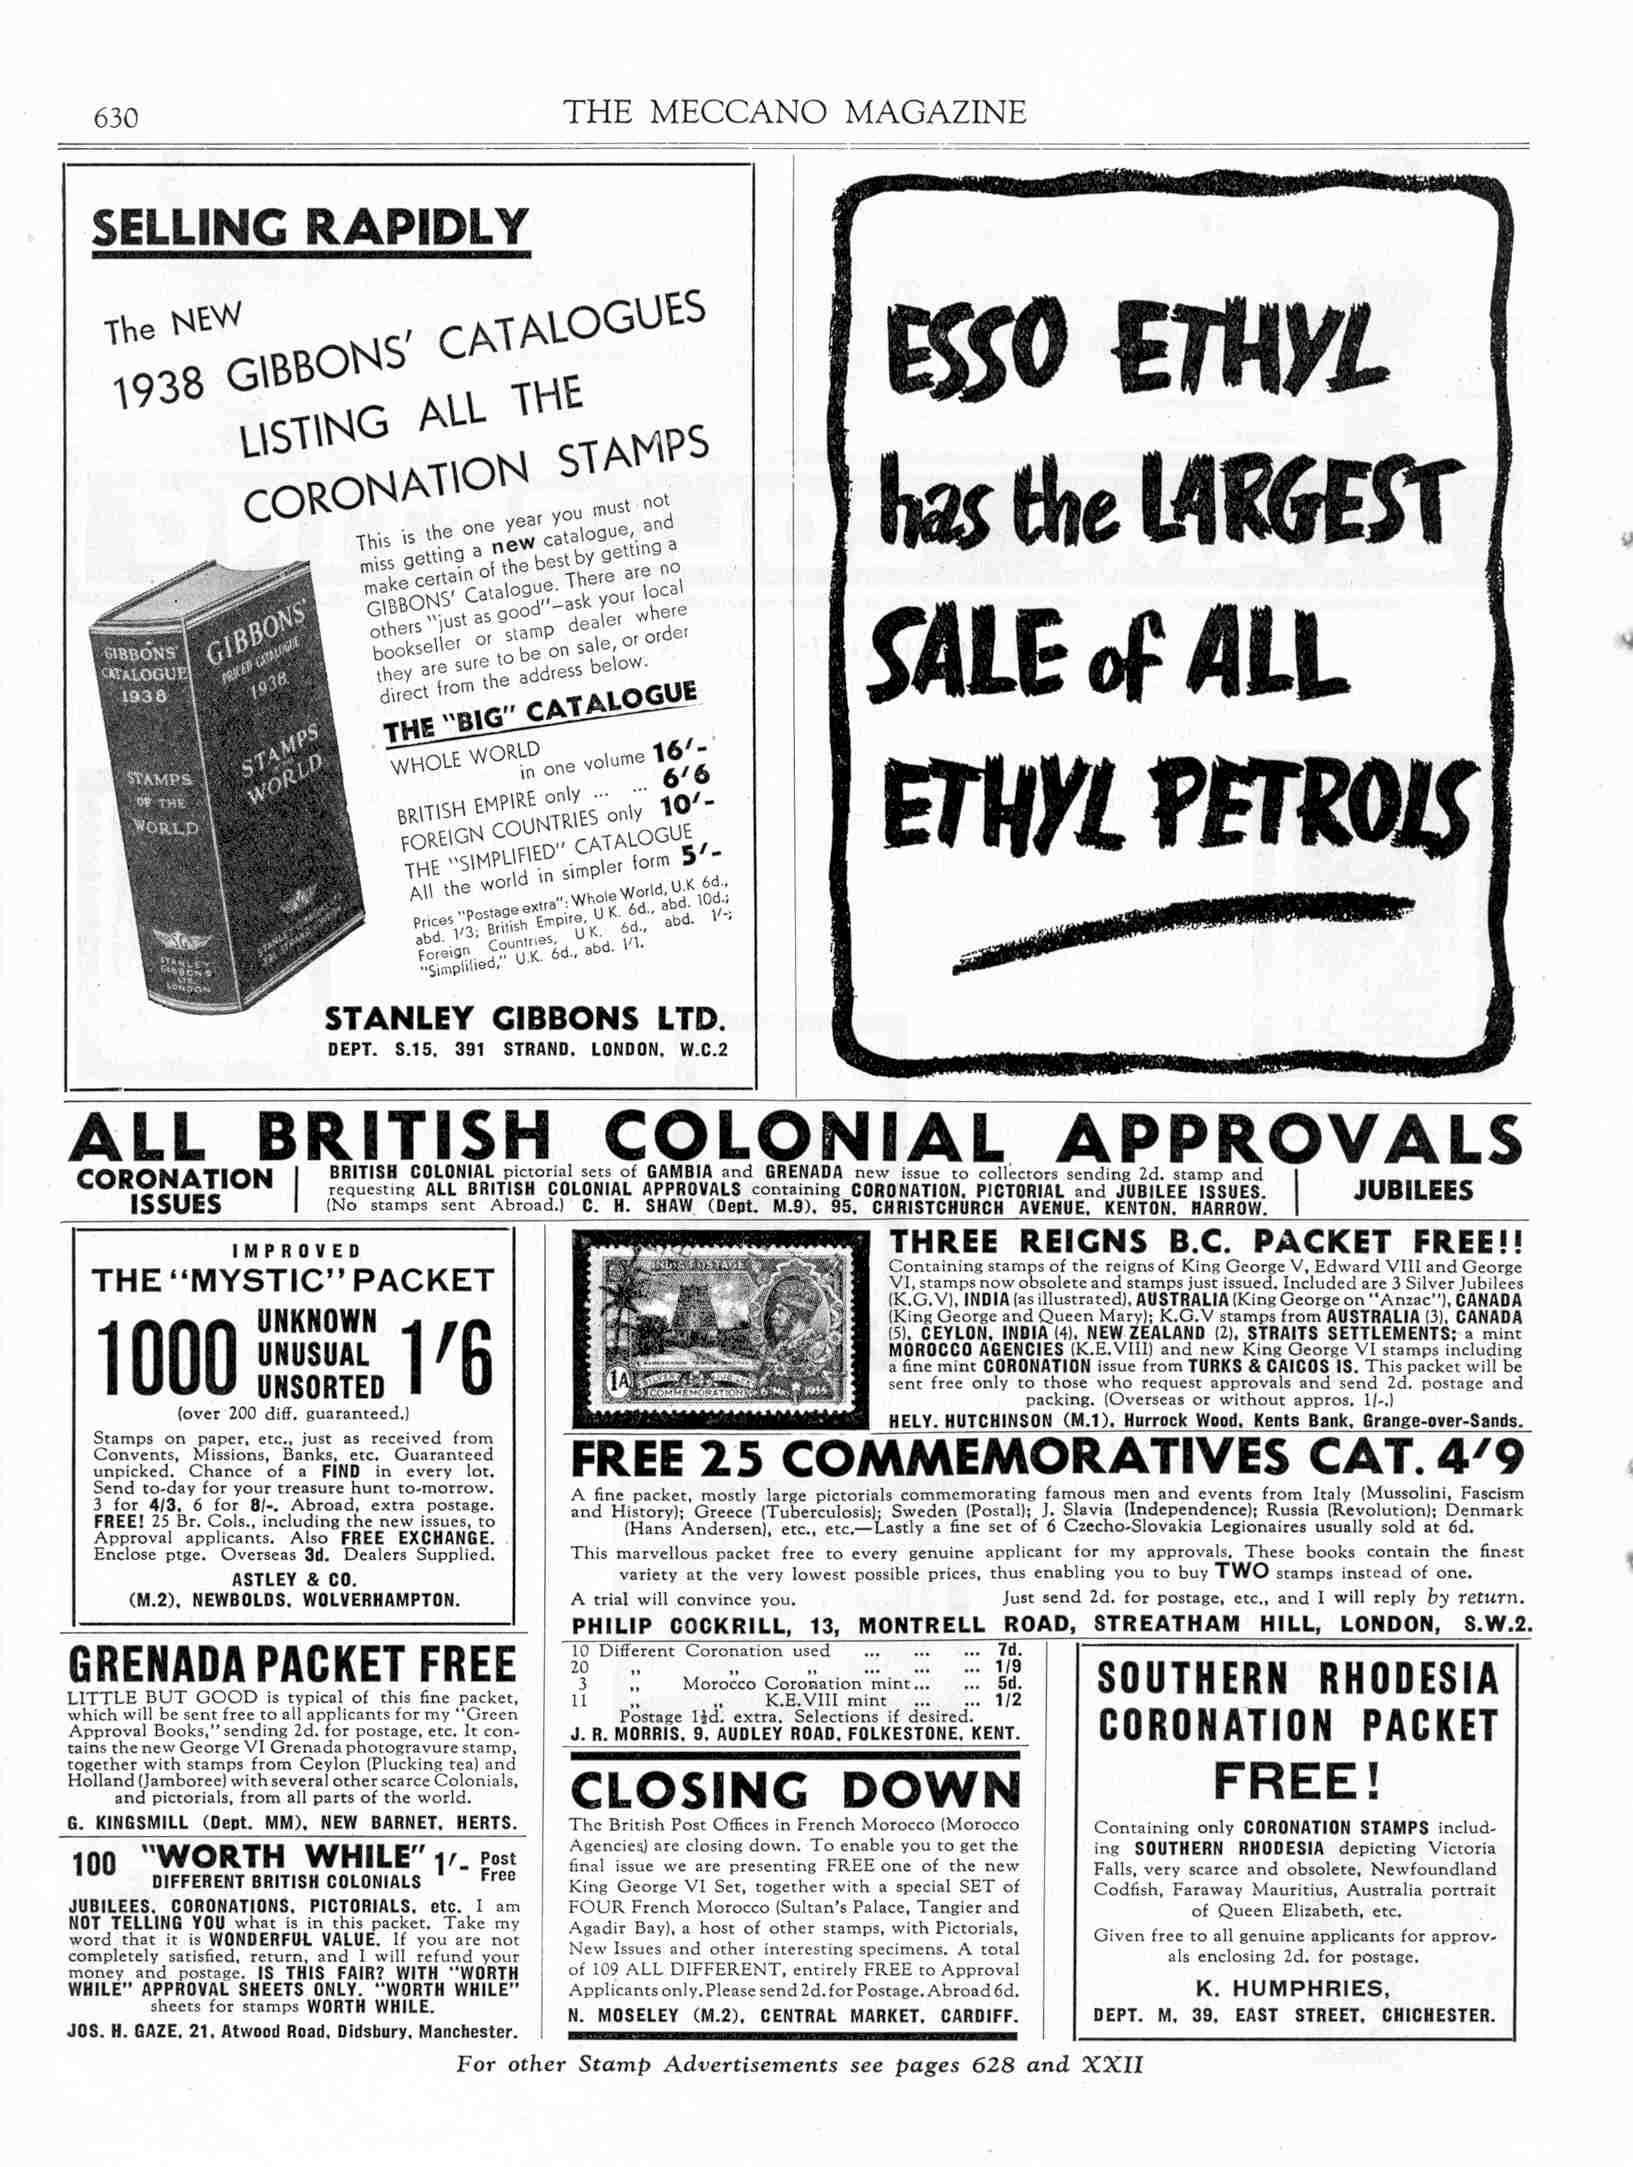 630
THE MECCANO MAGAZINE
SELLING RAPIDLY
The NEW
1938 GIBBONS' CATALOGUES
LISTING ALL THE
CORONATION STAMPS
This is the one year you must not
miss getting a new catalogue, and
make certain of the best by getting a
GIBBONS' Catalogue. There are no
others "just as good"—ask your local
bookseller or stamp dealer where
they are sure to be on sale, or order
direct from the address below.
GIBBONS'
CATALOGUE
1938
STAMPS
OF THE
WORLD
STANLEY
GIBBONS
LTD.
LONDON
GIBBONS'
PRICED CATALOGUE
1938
STAMPS
WORLD
THE "BIG" CATALOGUE
WHOLE WORLD
in one volume 16/-
BRITISH EMPIRE only ... ... 6/6
FOREIGN COUNTRIES only 10/-
THE "SIMPLIFIED" CATALOGUE
All the world in simpler form 5/-
Prices "Postage extra": Whole World, U.K 6d.,
abd. 1/3; British Empire, U K. 6d., abd. 10d.;
Foreign Countries, U K. 6d., abd. 1/-;
"Simplified," U.K. 6d., abd. 1/1.
STANLEY GIBBONS LTD.
DEPT. S.15, 391 STRAND, LONDON, W.C.2
ESSO ETHYL
has the LARGEST
SALE of ALL
ETHYL PETROLS
ALL BRITISH COLONIAL APPROVALS
CORONATION
ISSUES
BRITISH COLONIAL pictorial sets of GAMBIA and GRENADA new issue to collectors sending 2d. stamp and
requesting ALL BRITISH COLONIAL APPROVALS containing CORONATION, PICTORIAL and JUBILEE ISSUES.
(No stamps sent Abroad.) C. H. SHAW (Dept. M.9), 95, CHRISTCHURCH AVENUE, KENTON, HARROW.
JUBILEES
IMPROVED
THE "MYSTIC" PACKET
1000 UNKNOWN
UNUSUAL
UNSORTED 1/6
(over 200 diff. guaranteed.)
Stamps on paper, etc., just as received from
Convents, Missions, Banks, etc. Guaranteed
unpicked. Chance of a FIND in every lot.
Send to-day for your treasure hunt to-morrow.
3 for 4/3. 6 for 8/-. Abroad, extra postage.
FREE! 25 Br. Cols., including the new issues, to
Approval applicants. Also FREE EXCHANGE.
Enclose ptge. Overseas 3d. Dealers Supplied.
ASTLEY & CO.
(M.2), NEWBOLDS, WOLVERHAMPTON.
GRENADA PACKET FREE
LITTLE BUT GOOD is typical of this fine packet,
which will be sent free to all applicants for my "Green
Approval Books," sending 2d. for postage, etc. It con-
tains the new George VI Grenada photogravure stamp,
together with stamps from Ceylon (Plucking tea) and
Holland (Jamboree) with several other scarce Colonials,
and pictorials, from all parts of the world.
G. KINGSMILL (Dept. MM), NEW BARNET, HERTS.
100 "WORTH WHILE" 1/- Post
Free
DIFFERENT BRITISH COLONIALS
JUBILEES, CORONATIONS, PICTORIALS, etc. I am
NOT TELLING YOU what is in this packet. Take my
word that it is WONDERFUL VALUE. If you are not
completely satisfied, return, and I will refund your
money and postage. IS THIS FAIR? WITH "WORTH
WHILE" APPROVAL SHEETS ONLY. "WORTH WHILE"
sheets for stamps WORTH WHILE.
JOS. H. GAZE, 21, Atwood Road, Didsbury, Manchester.
INDIA POSTAGE
1A
SILVER JUBILEE
COMMEMORATION
1935
THREE REIGNS B.C. PACKET FREE!!
Containing stamps of the reigns of King George V, Edward VIII and George
VI, stamps now obsolete and stamps just issued. Included are 3 Silver Jubilees
(K.G.V), INDIA (as illustrated), AUSTRALIA (King George on "Anzac"), CANADA
(King George and Queen Mary); K.G.V stamps from AUSTRALIA (3), CANADA
(5), CEYLON, INDIA (4), NEW ZEALAND (2), STRAITS SETTLEMENTS; a mint
MOROCCO AGENCIES (K.E.VIII) and new King George VI stamps including
a fine mint CORONATION issue from TURKS & CAICOS IS. This packet will be
sent free only to those who request approvals and send 2d. postage and
packing. (Overseas or without appros. 1/-.)
HELY. HUTCHINSON (M.1), Hurrock Wood, Kents Bank, Grange-over-Sands.
FREE 25 COMMEMORATIVES CAT. 4/9
A fine packet, mostly large pictorials commemorating famous men and events from Italy (Mussolini, Fascism
and History); Greece (Tuberculosis); Sweden (Postal); J. Slavia (Independence); Russia (Revolution); Denmark
(Hans Andersen), etc., etc.—Lastly a fine set of 6 Czecho-Slovakia Legionaires usually sold at 6d.
This marvellous packet free to every genuine applicant for my approvals. These books contain the finest
variety at the very lowest possible prices, thus enabling you to buy TWO stamps instead of one.
A trial will convince you. Just send 2d. for postage, etc., and I will reply by return.
PHILIP COCKRILL, 13, MONTRELL ROAD, STREATHAM HILL, LONDON, S.W.2.
10 Different Coronation used ... ... ... 7d.
20 ,, ,, ,, ... ... ... 1/9
3 ,, Morocco Coronation mint... ... 5d.
11 ,, ,, K.E.VIII mint ... ... 1/2
Postage 1½d. extra. Selections if desired.
J. R. MORRIS, 9, AUDLEY ROAD, FOLKESTONE, KENT.
CLOSING DOWN
The British Post Offices in French Morocco (Morocco
Agencies) are closing down. To enable you to get the
final issue we are presenting FREE one of the new
King George VI Set, together with a special SET of
FOUR French Morocco (Sultan's Palace, Tangier and
Agadir Bay), a host of other stamps, with Pictorials,
New Issues and other interesting specimens. A total
of 109 ALL DIFFERENT, entirely FREE to Approval
Applicants only. Please send 2d. for Postage. Abroad 6d.
N. MOSELEY (M.2), CENTRAL MARKET, CARDIFF.
SOUTHERN RHODESIA
CORONATION PACKET
FREE!
Containing only CORONATION STAMPS includ-
ing SOUTHERN RHODESIA depicting Victoria
Falls, very scarce and obsolete, Newfoundland
Codfish, Faraway Mauritius, Australia portrait
of Queen Elizabeth, etc.
Given free to all genuine applicants for approv-
als enclosing 2d. for postage.
K. HUMPHRIES,
DEPT. M, 39, EAST STREET, CHICHESTER.
For other Stamp Advertisements see pages 628 and XXII